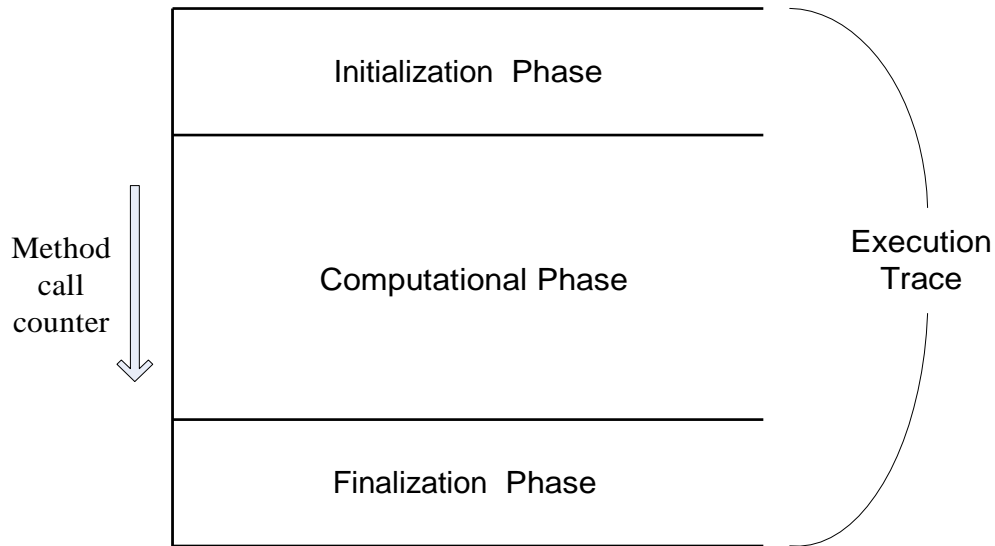 Initialization Phase
Method
call
counter
Computational Phase
Execution
Trace
Finalization Phase